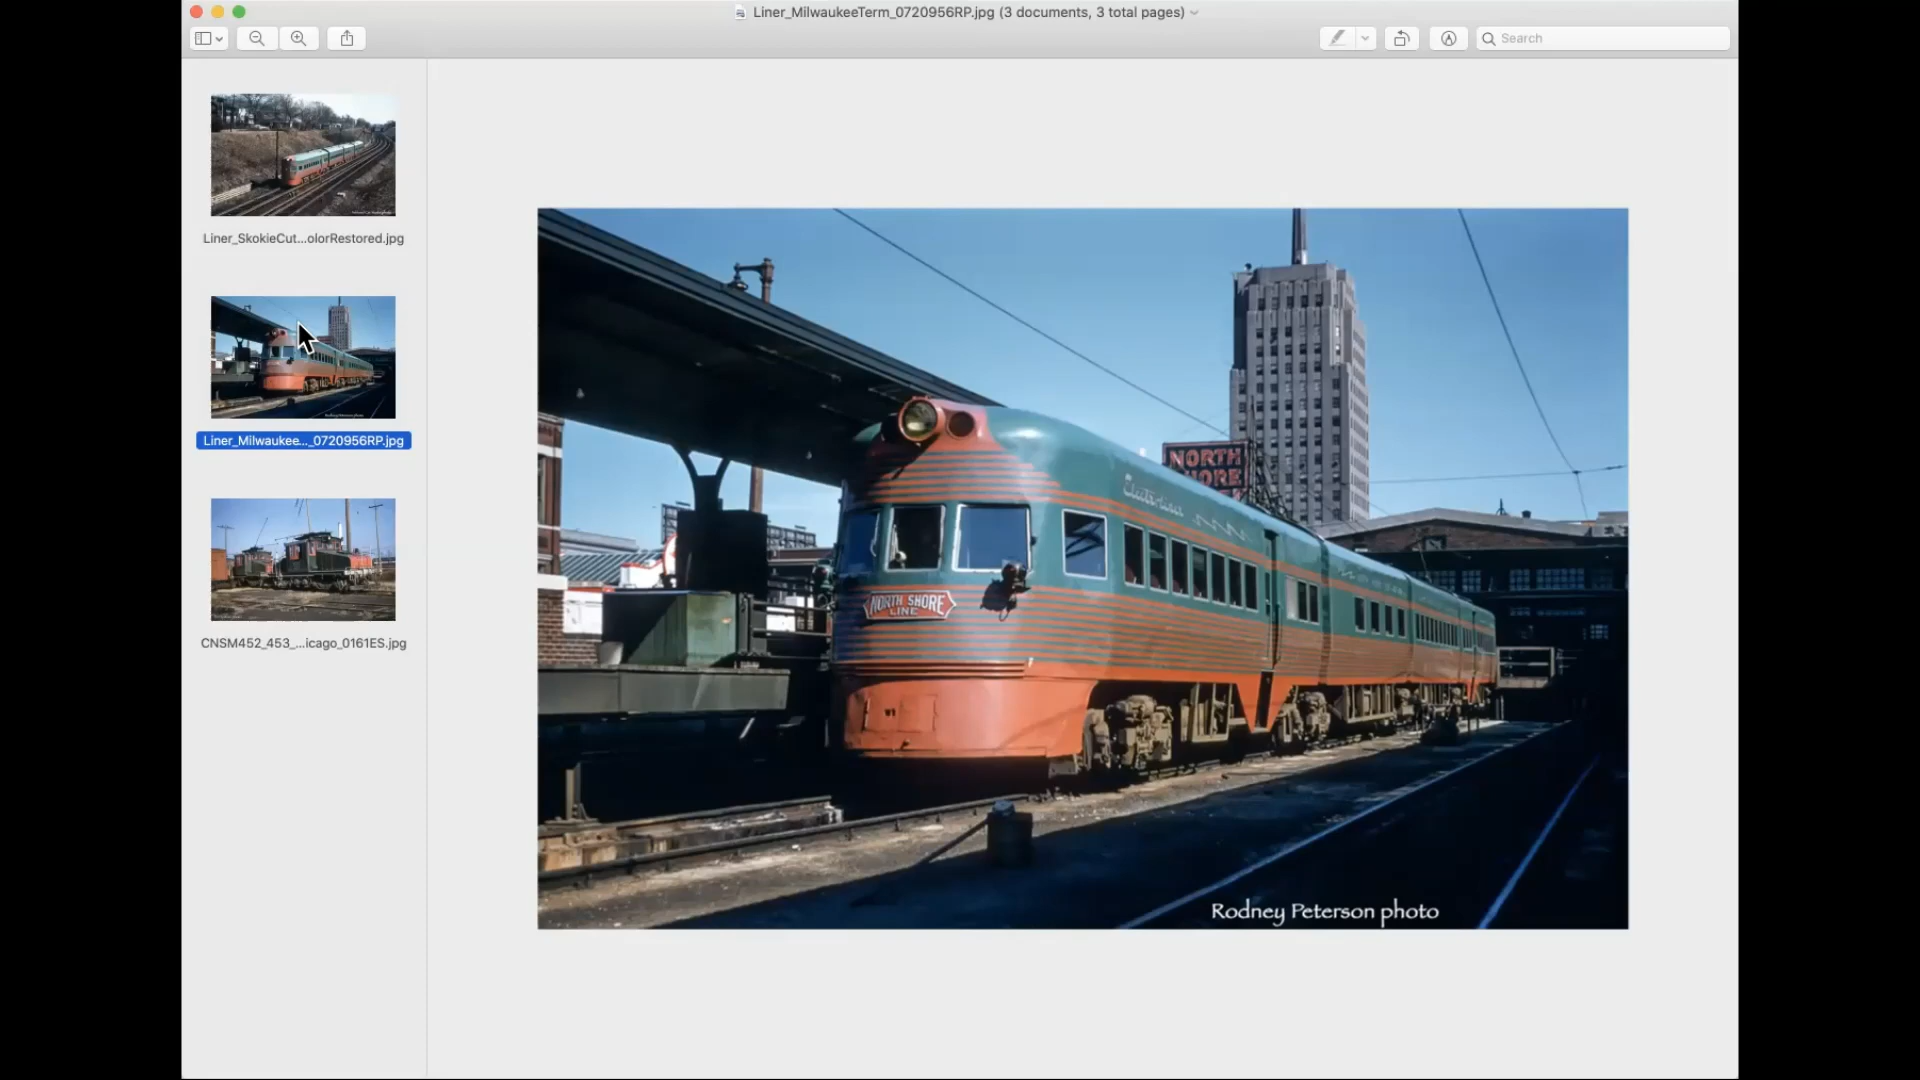 Liner_MilwaukeeTerm_0720956RP.jpg (3 documents, 3 total pages)
Search
Liner_SkokieCut...olorRestored.jpg
Liner_Milwaukee..._0720956RP.jpg
CNSM452_453_...icago_0161ES.jpg
NORTH
Electroliner
NORTH SHORE
LINE
Rodney Peterson photo